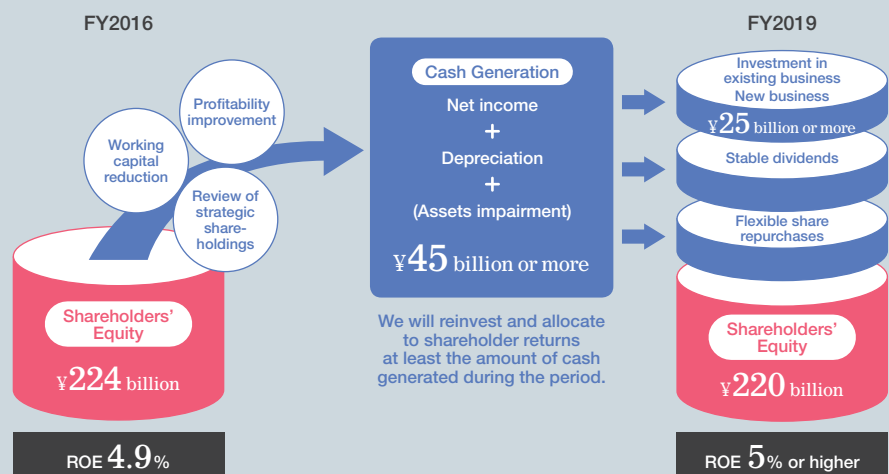 FY2016
Profitability
improvement
Working
capital
reduction
Review of
strategic
share-
holdings
Shareholders'
Equity
¥224 billion
ROE 4.9%
Cash Generation
Net income
+
Depreciation
+
(Assets impairment)
¥45 billion or more
We will reinvest and allocate
to shareholder returns
at least the amount of cash
generated during the period.
FY2019
Investment in
existing business
New business
¥25 billion or more
Stable dividends
Flexible share
repurchases
Shareholders'
Equity
¥220 billion
ROE 5% or higher